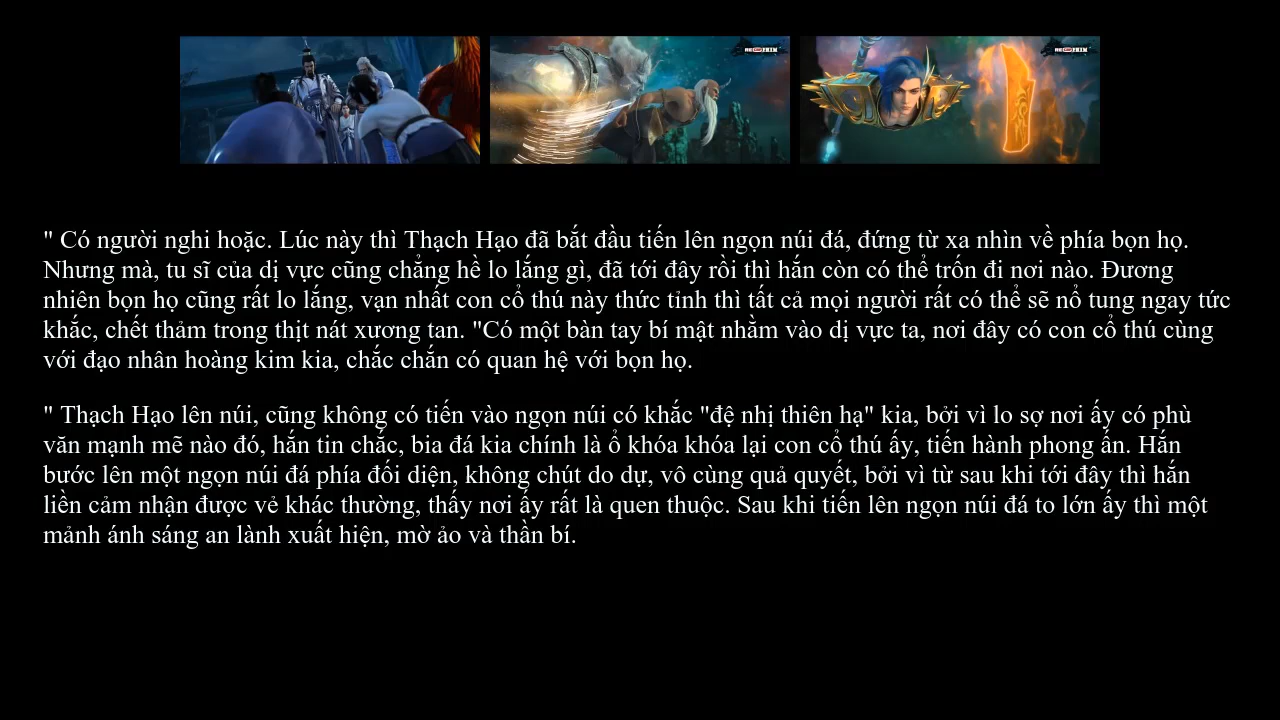 " Có người nghi hoặc. Lúc này thì Thạch Hạo đã bắt đầu tiến lên ngọn núi đá, đứng từ xa nhìn về phía bọn họ.
Nhưng mà, tu sĩ của dị vực cũng chẳng hề lo lắng gì, đã tới đây rồi thì hắn còn có thể trốn đi nơi nào. Đương
nhiên bọn họ cũng rất lo lắng, vạn nhất con cổ thú này thức tỉnh thì tất cả mọi người rất có thể sẽ nổ tung ngay tức
khắc, chết thảm trong thịt nát xương tan. "Có một bàn tay bí mật nhằm vào dị vực ta, nơi đây có con cổ thú cùng
với đạo nhân hoàng kim kia, chắc chắn có quan hệ với bọn họ.
" Thạch Hạo lên núi, cũng không có tiến vào ngọn núi có khắc "đệ nhị thiên hạ" kia, bởi vì lo sợ nơi ấy có phù
văn mạnh mẽ nào đó, hắn tin chắc, bia đá kia chính là ổ khóa khóa lại con cổ thú ấy, tiến hành phong ấn. Hắn
bước lên một ngọn núi đá phía đối diện, không chút do dự, vô cùng quả quyết, bởi vì từ sau khi tới đây thì hắn
liền cảm nhận được vẻ khác thường, thấy nơi ấy rất là quen thuộc. Sau khi tiến lên ngọn núi đá to lớn ấy thì một
mảnh ánh sáng an lành xuất hiện, mờ ảo và thần bí.